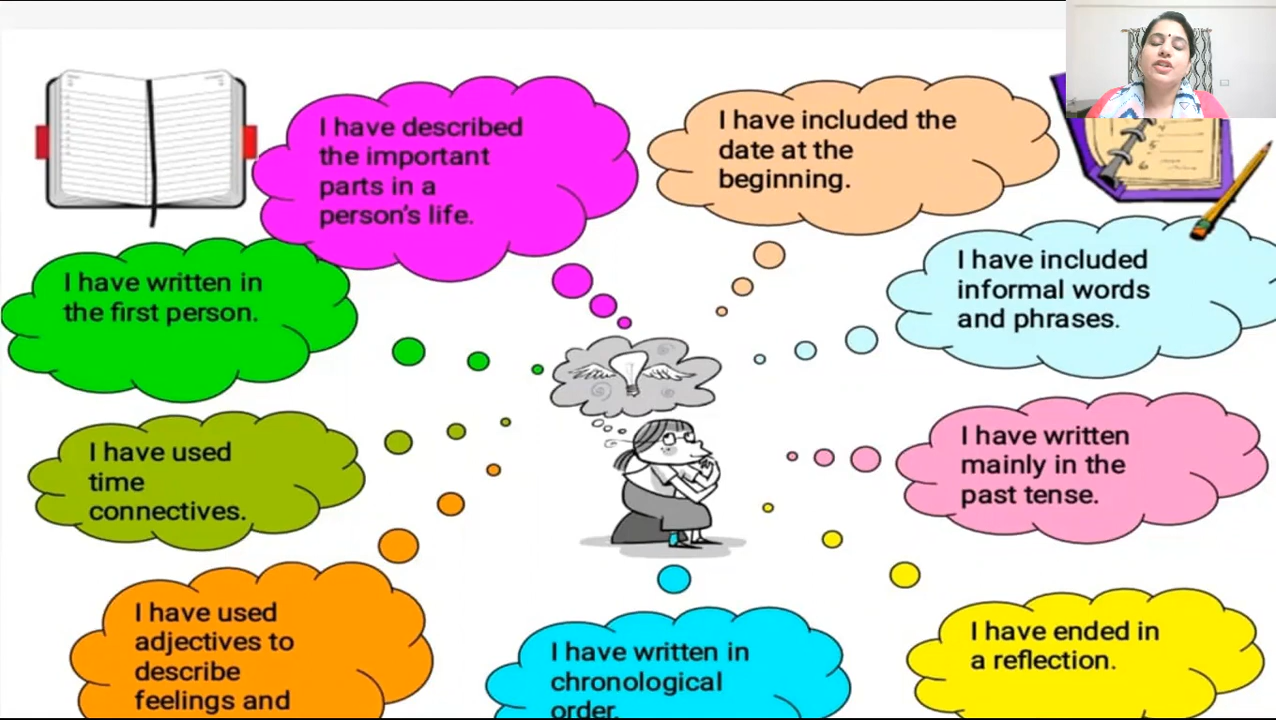 I have described
the important
parts in a
person's life.
I have included the
date at the
beginning.
I have written in
the first person.
I have included
informal words
and phrases.
I have used
time
connectives.
I have written
mainly in the
past tense.
I have used
adjectives to
describe
feelings and
I have written in
chronological
order.
I have ended in
a reflection.